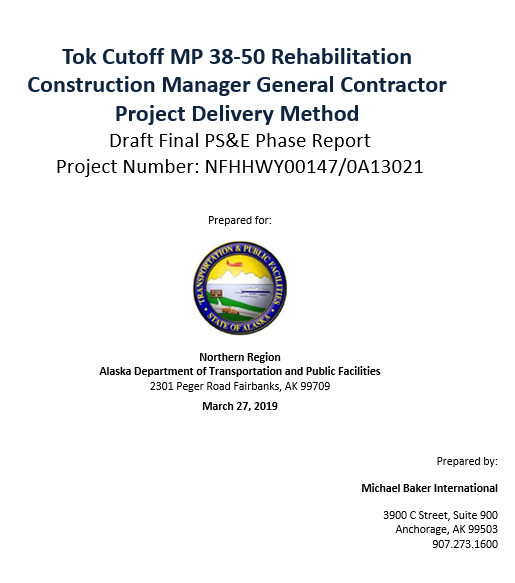 Tok Cutoff MP 38-50 Rehabilitation
Construction Manager General Contractor
Project Delivery Method
Draft Final PS&E Phase Report
Project Number: NFHHWY00147/0A13021
Prepared for:
TRANSPORTATION & PUBLIC FACILITIES
STATE OF ALASKA
Northern Region
Alaska Department of Transportation and Public Facilities
2301 Peger Road Fairbanks, AK 99709
March 27, 2019
Prepared by:
Michael Baker International
3900 C Street, Suite 900
Anchorage, AK 99503
907.273.1600